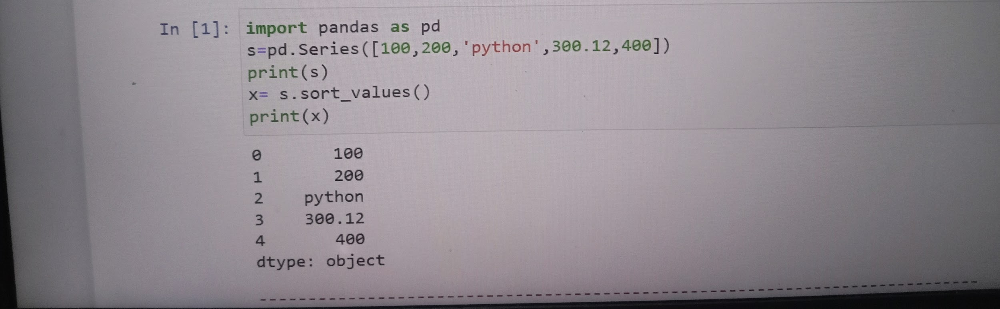 In [1]: import pandas as pd
s=pd.Series([100,200,'python',300.12,400])
print(s)
x= s.sort_values()
print(x)
0 100
1 200
2 python
3 300.12
4 400
dtype: object
---------------------------------------------------------------------------